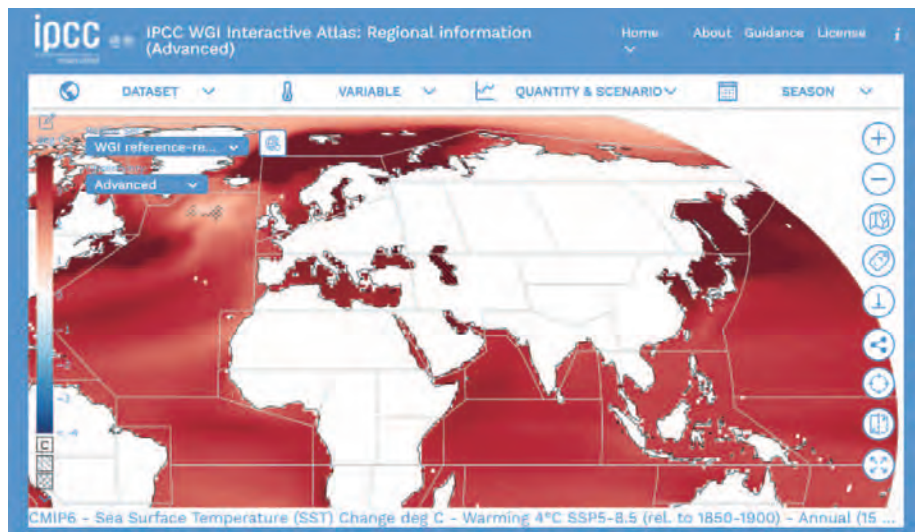 ipcc
IPCC WGI Interactive Atlas: Regional information
(Advanced)
Home
About
Guidance
License
i
DATASET
VARIABLE
QUANTITY & SCENARIO
SEASON
WGI reference-re...
Advanced
C
CMIP6 - Sea Surface Temperature (SST) Change deg C - Warming 4°C SSP5-8.5 (rel. to 1850-1900) - Annual (15 ...